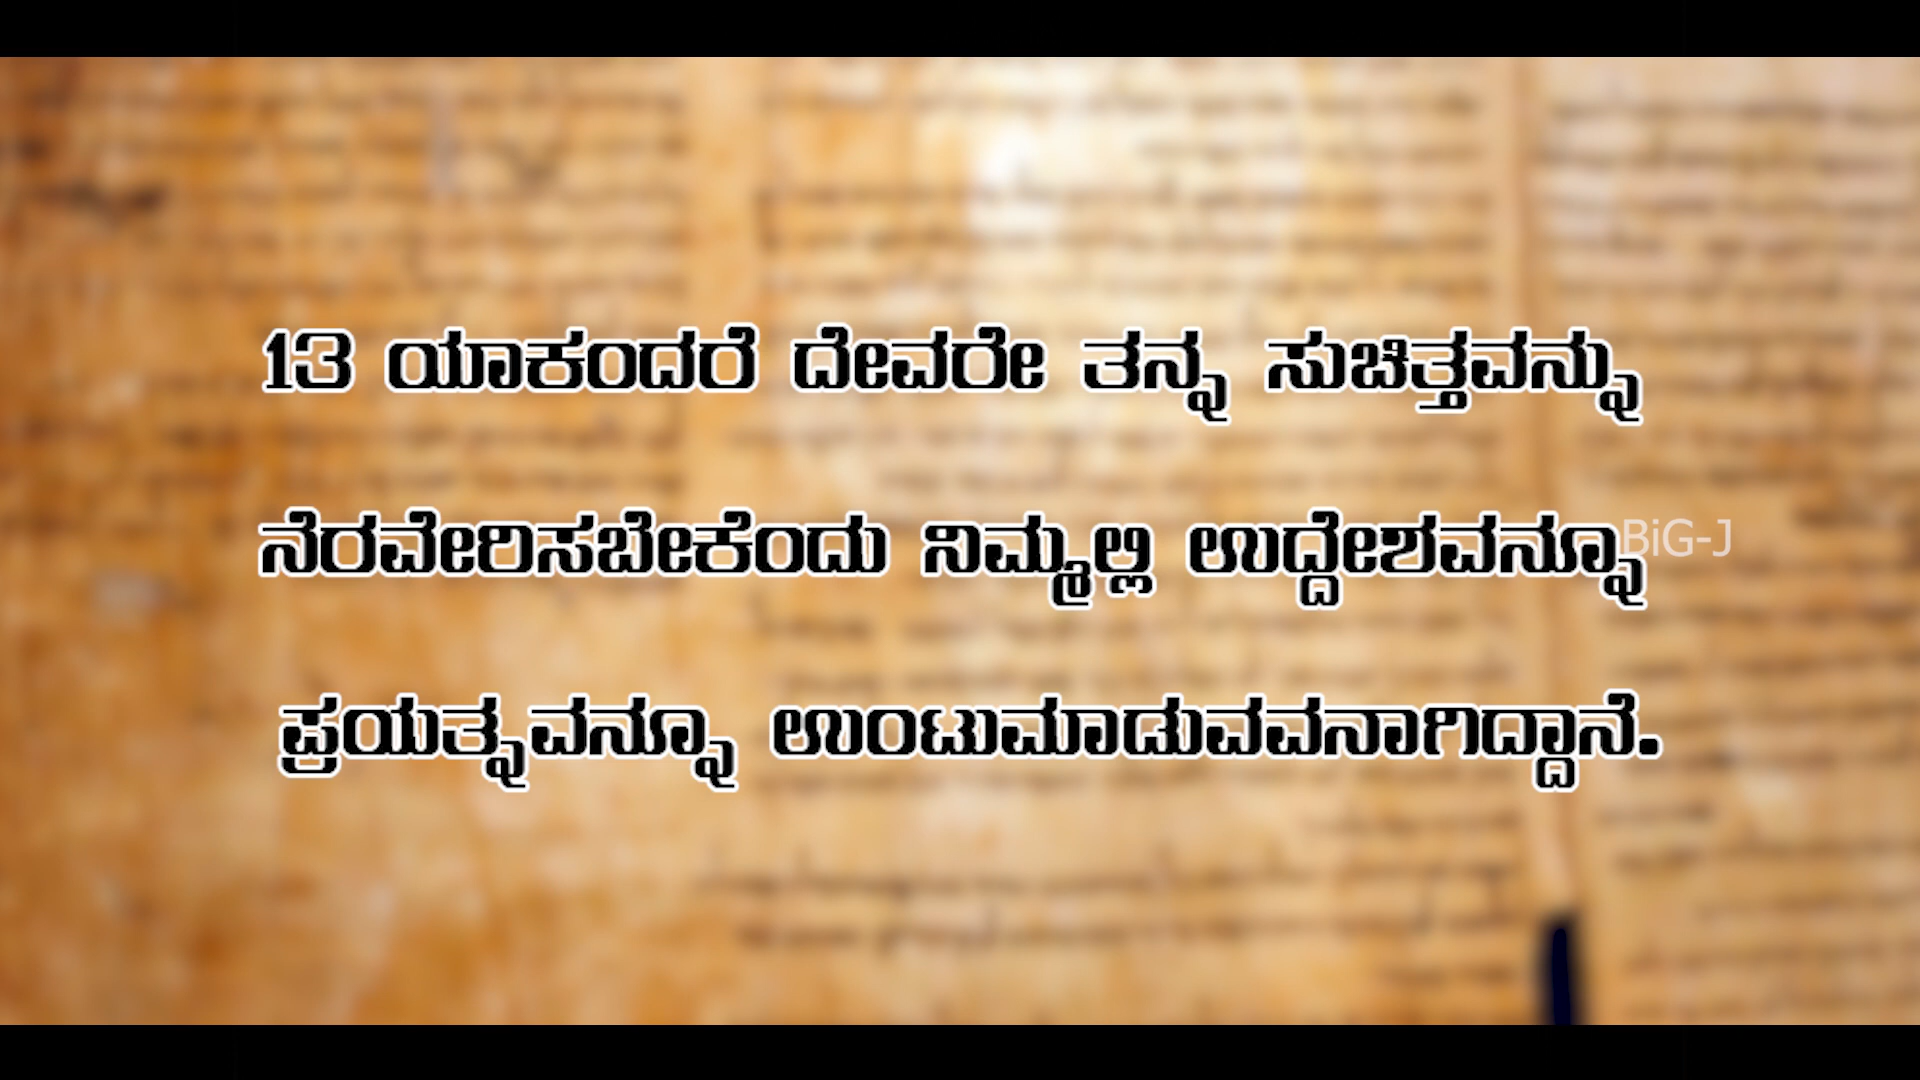 13 ಯಾಕಂದರೆ ದೇವರೇ ತನ್ನ ಸುಚಿತ್ತವನ್ನು
ನೆರವೇರಿಸಬೇಕೆಂದು ನಿಮ್ಮಲ್ಲಿ ಉದ್ದೇಶವನ್ನೂ
BiG-J
ಪ್ರಯತ್ನವನ್ನೂ ಉಂಟುಮಾಡುವವನಾಗಿದ್ದಾನೆ.